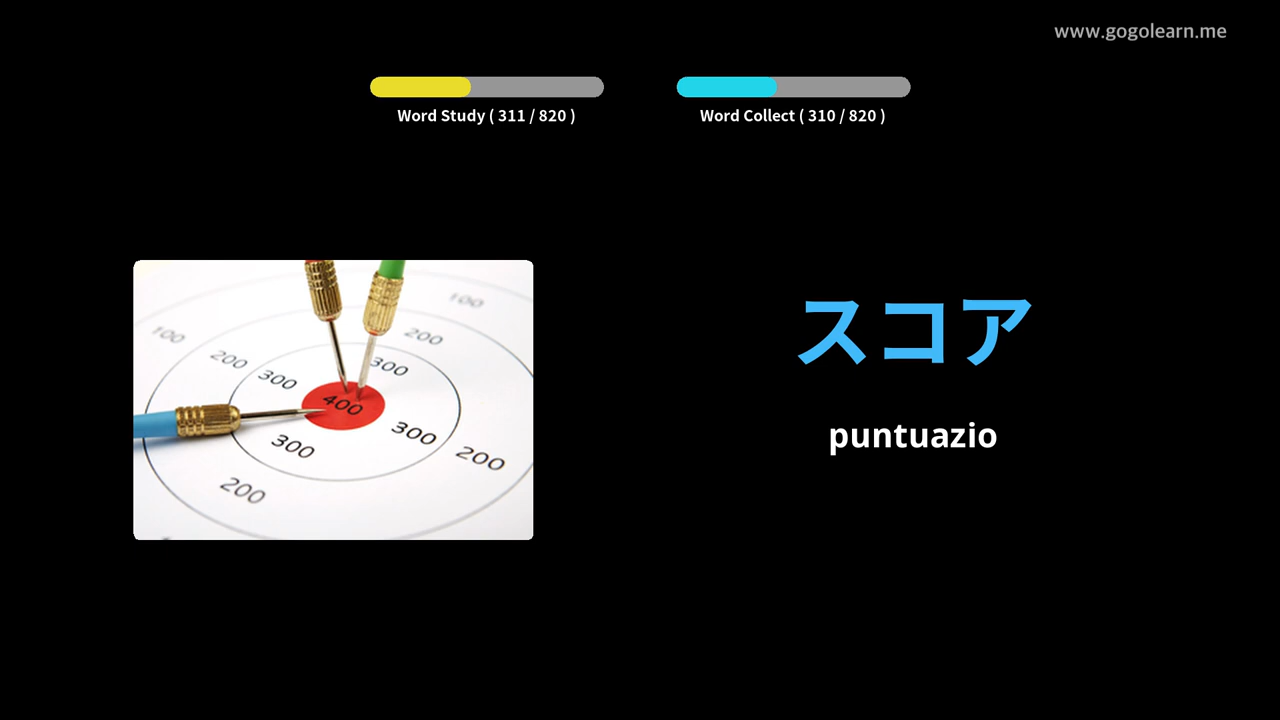 www.gogolearn.me
Word Study ( 311 / 820 )
Word Collect ( 310 / 820 )
スコア
puntuazio
100
100
200
200
300
300
400
300
300
200
200